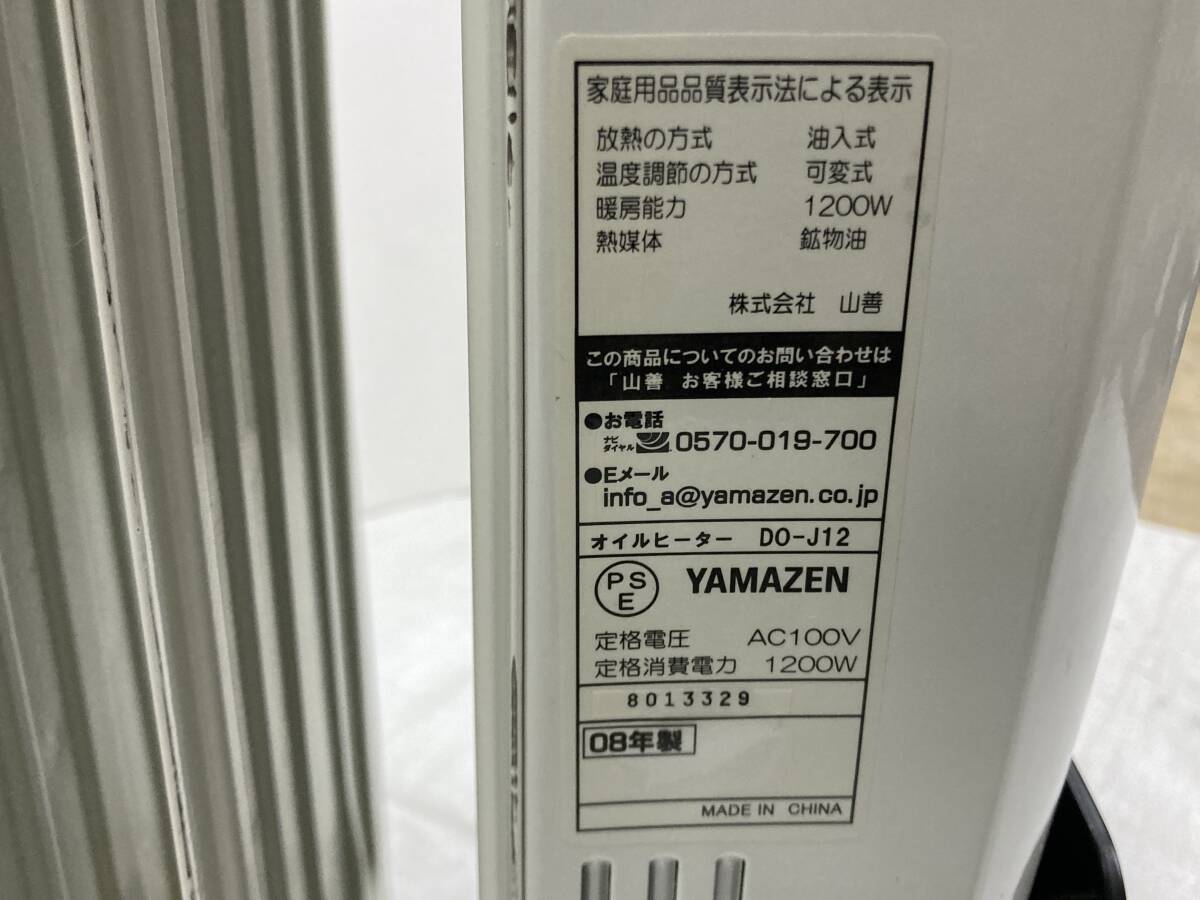 家庭用品品質表示法による表示
放熱の方式 油入式
温度調節の方式 可変式
暖房能力 1200W
熱媒体 鉱物油
株式会社 山善
この商品についてのお問い合わせは
「山善 お客様ご相談窓口」
●お電話
ナビダイヤル 0570-019-700
●Eメール
info_a@yamazen.co.jp
オイルヒーター DO-J12
PSE YAMAZEN
定格電圧 AC100V
定格消費電力 1200W
8013329
08年製
MADE IN CHINA